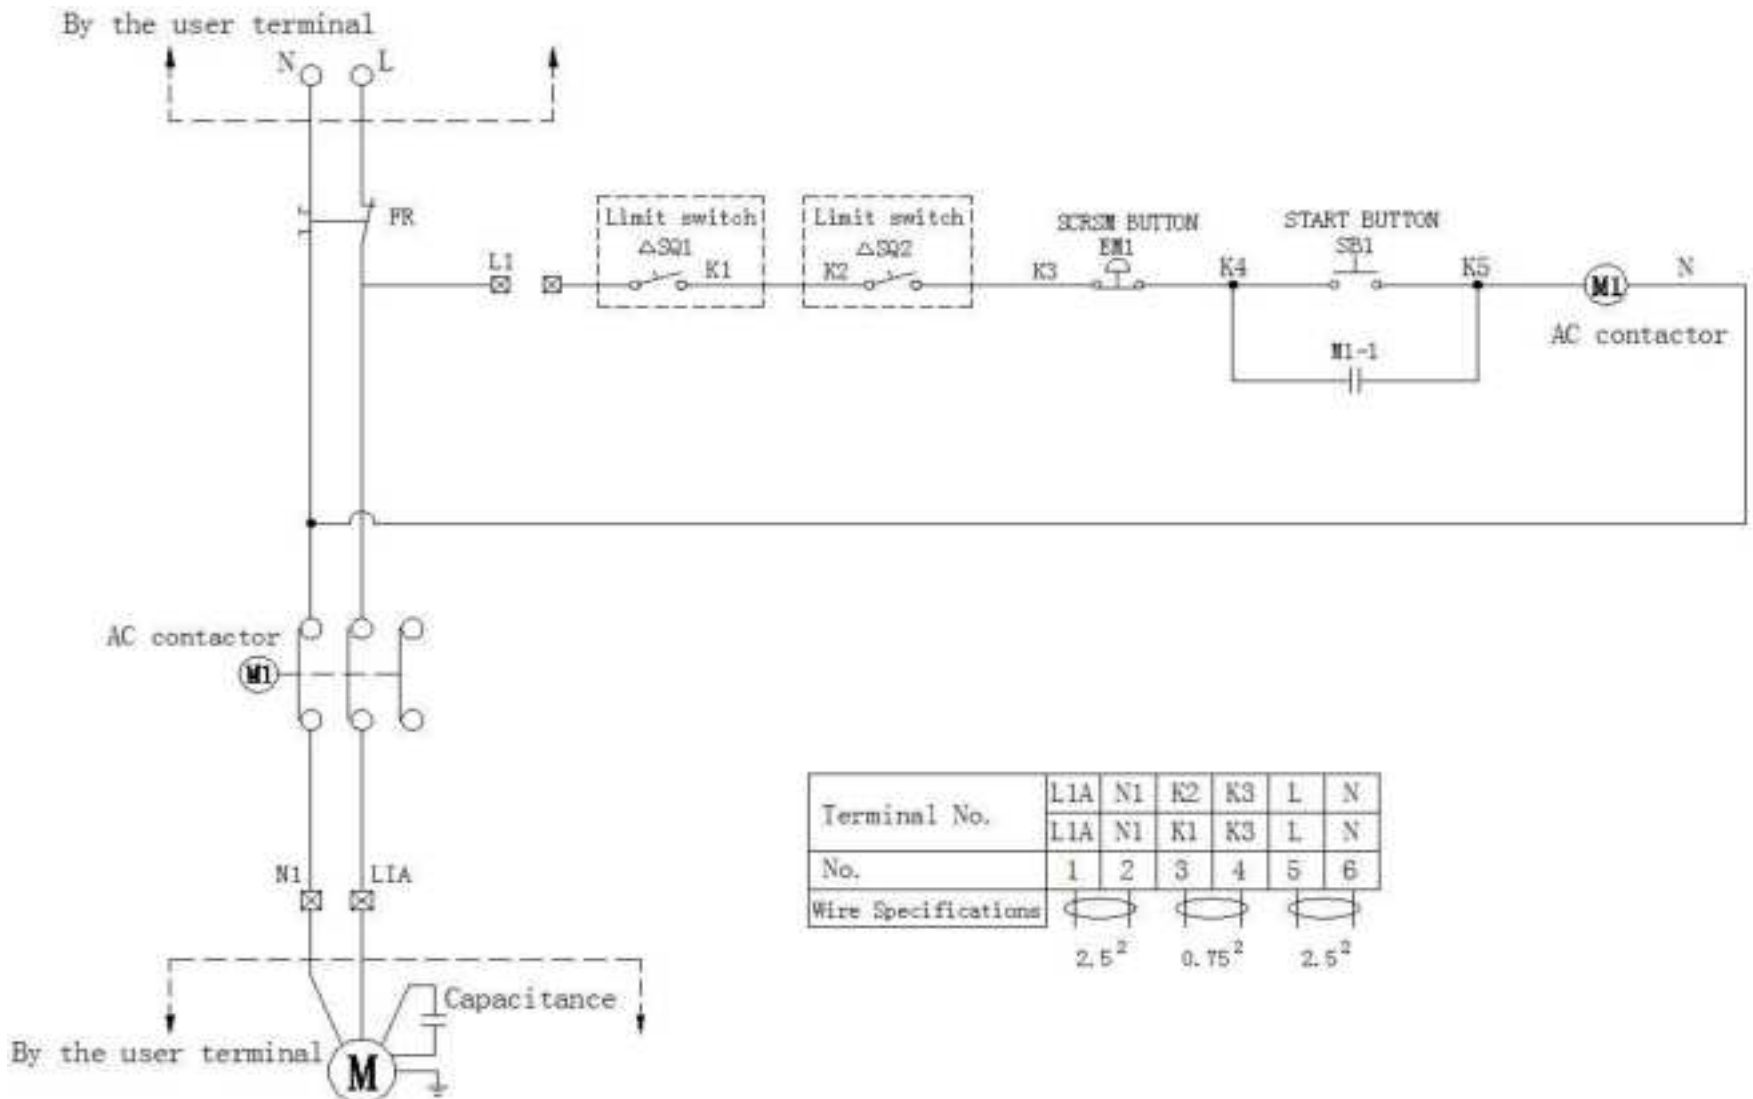 By the user terminal
N L
FR
L1
Limit switch
△SQ1
K1
Limit switch
△SQ2
K2
K3
SCRSM BUTTON
EM1
K4
START BUTTON
SB1
K5
M1
N
AC contactor
M1-1
AC contactor
M1
N1 LIA
Terminal No. L1A N1 K2 K3 L N
L1A N1 K1 K3 L N
No. 1 2 3 4 5 6
Wire Specifications
2.5² 0.75² 2.5²
Capacitance
By the user terminal
M